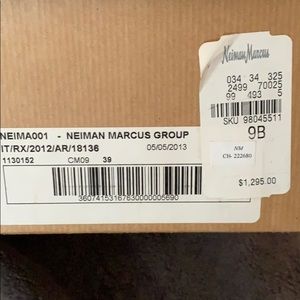 Neiman Marcus
034 34 325
2499 70025
99 493 5
SKU 98045511
9B
NM
CH- 222680
$1,295.00
NEIMA001 - NEIMAN MARCUS GROUP
IT/RX/2012/AR/18136 05/05/2013
1130152 CM09 39
36074153167630000005690